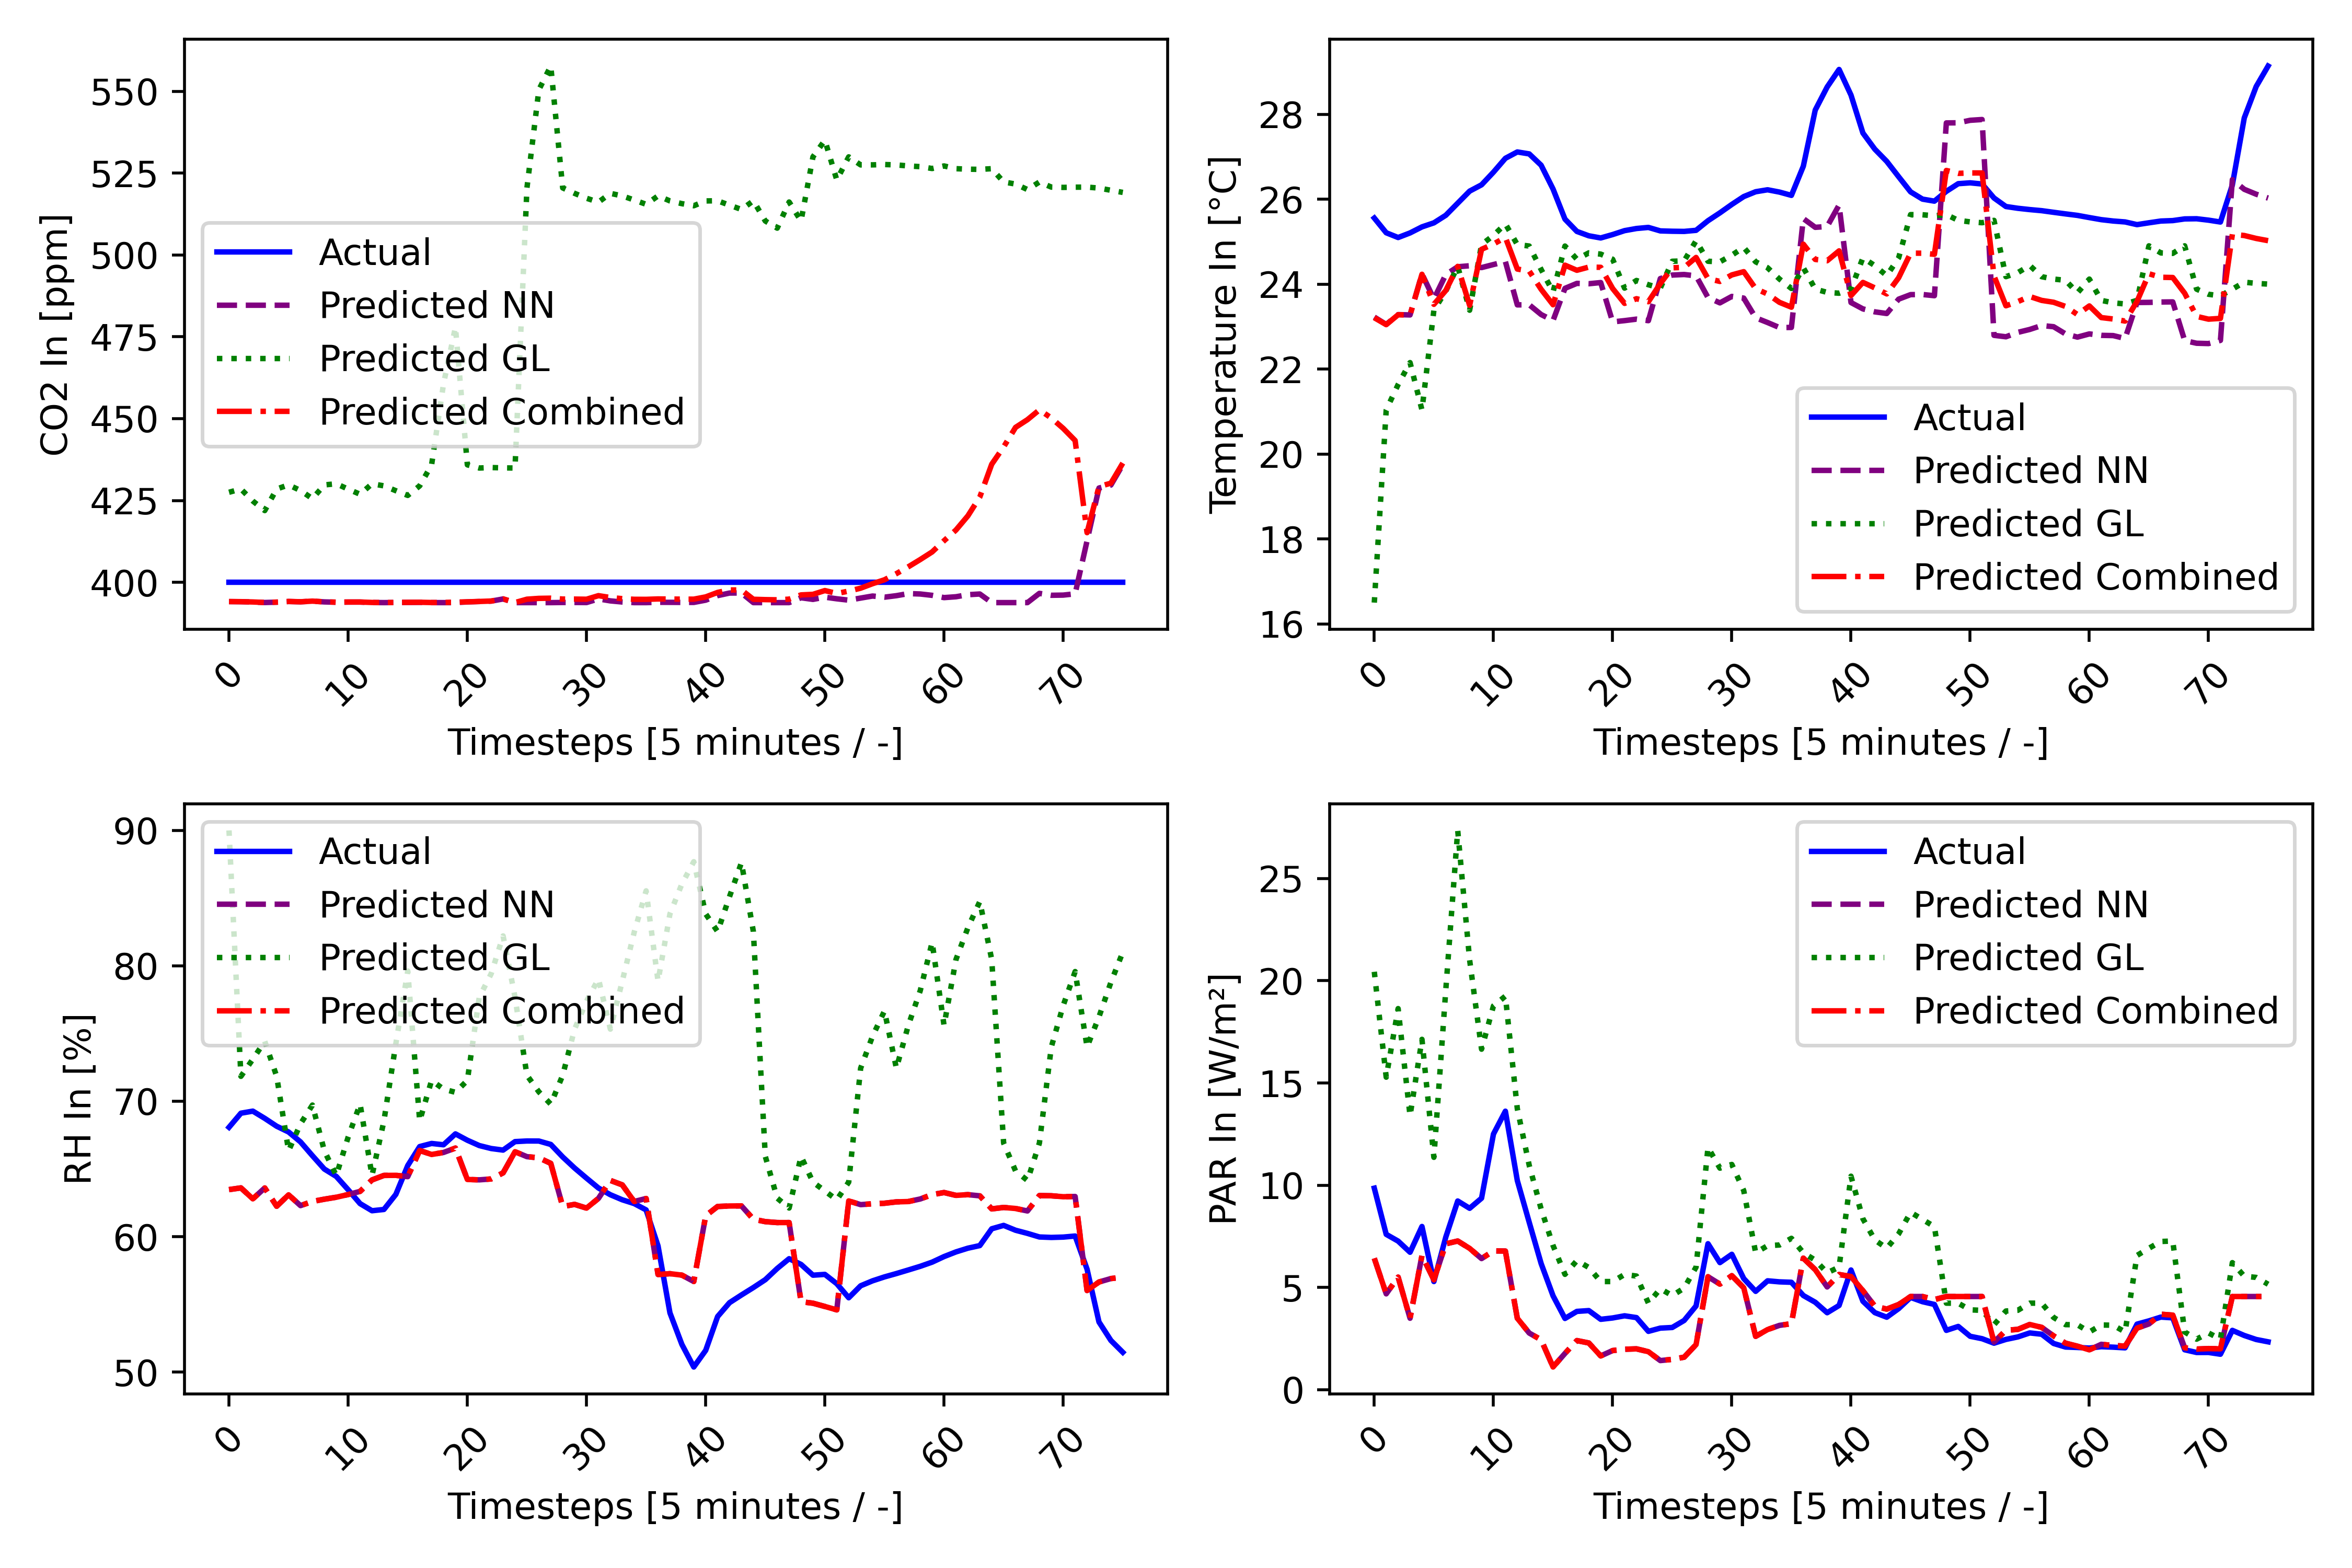 CO2 In [ppm]
550
525
500
475
450
425
400
Actual
Predicted NN
Predicted GL
Predicted Combined
0 10 20 30 40 50 60 70
Timesteps [5 minutes / -]
Temperature In [°C]
28
26
24
22
20
18
16
Actual
Predicted NN
Predicted GL
Predicted Combined
0 10 20 30 40 50 60 70
Timesteps [5 minutes / -]
RH In [%]
90
80
70
60
50
Actual
Predicted NN
Predicted GL
Predicted Combined
0 10 20 30 40 50 60 70
Timesteps [5 minutes / -]
PAR In [W/m²]
25
20
15
10
5
0
Actual
Predicted NN
Predicted GL
Predicted Combined
0 10 20 30 40 50 60 70
Timesteps [5 minutes / -]